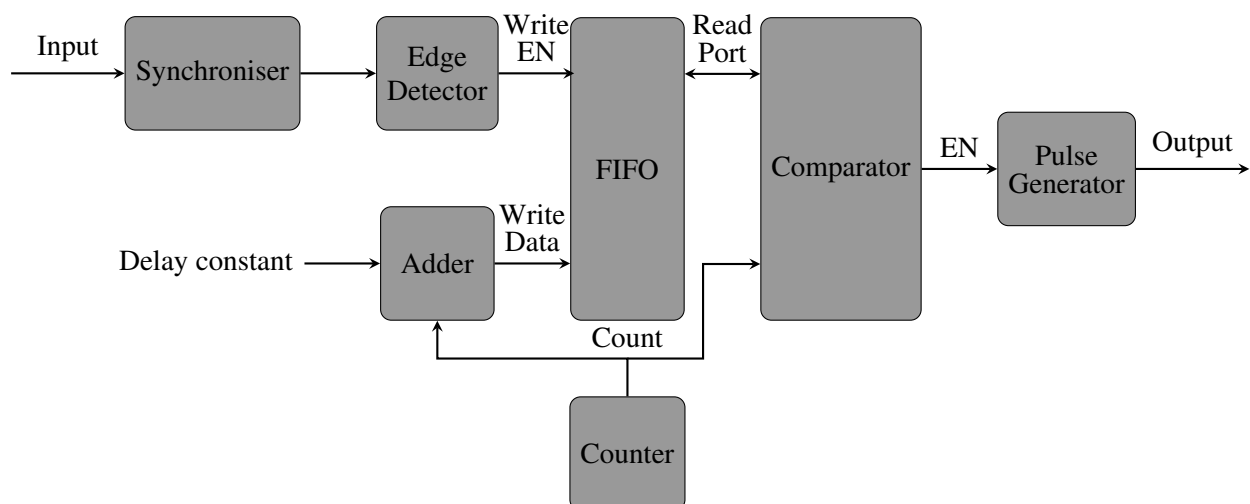 Input
Synchroniser
Edge
Detector
Write
EN
FIFO
Read
Port
Comparator
EN
Pulse
Generator
Output
Delay constant
Adder
Write
Data
Count
Counter